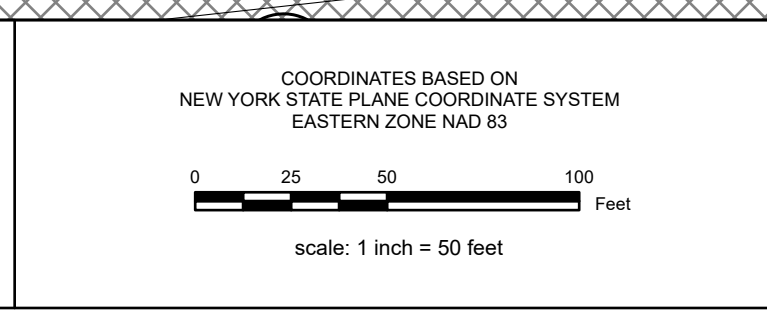 COORDINATES BASED ON
NEW YORK STATE PLANE COORDINATE SYSTEM
EASTERN ZONE NAD 83
0 25 50 100
Feet
scale: 1 inch = 50 feet